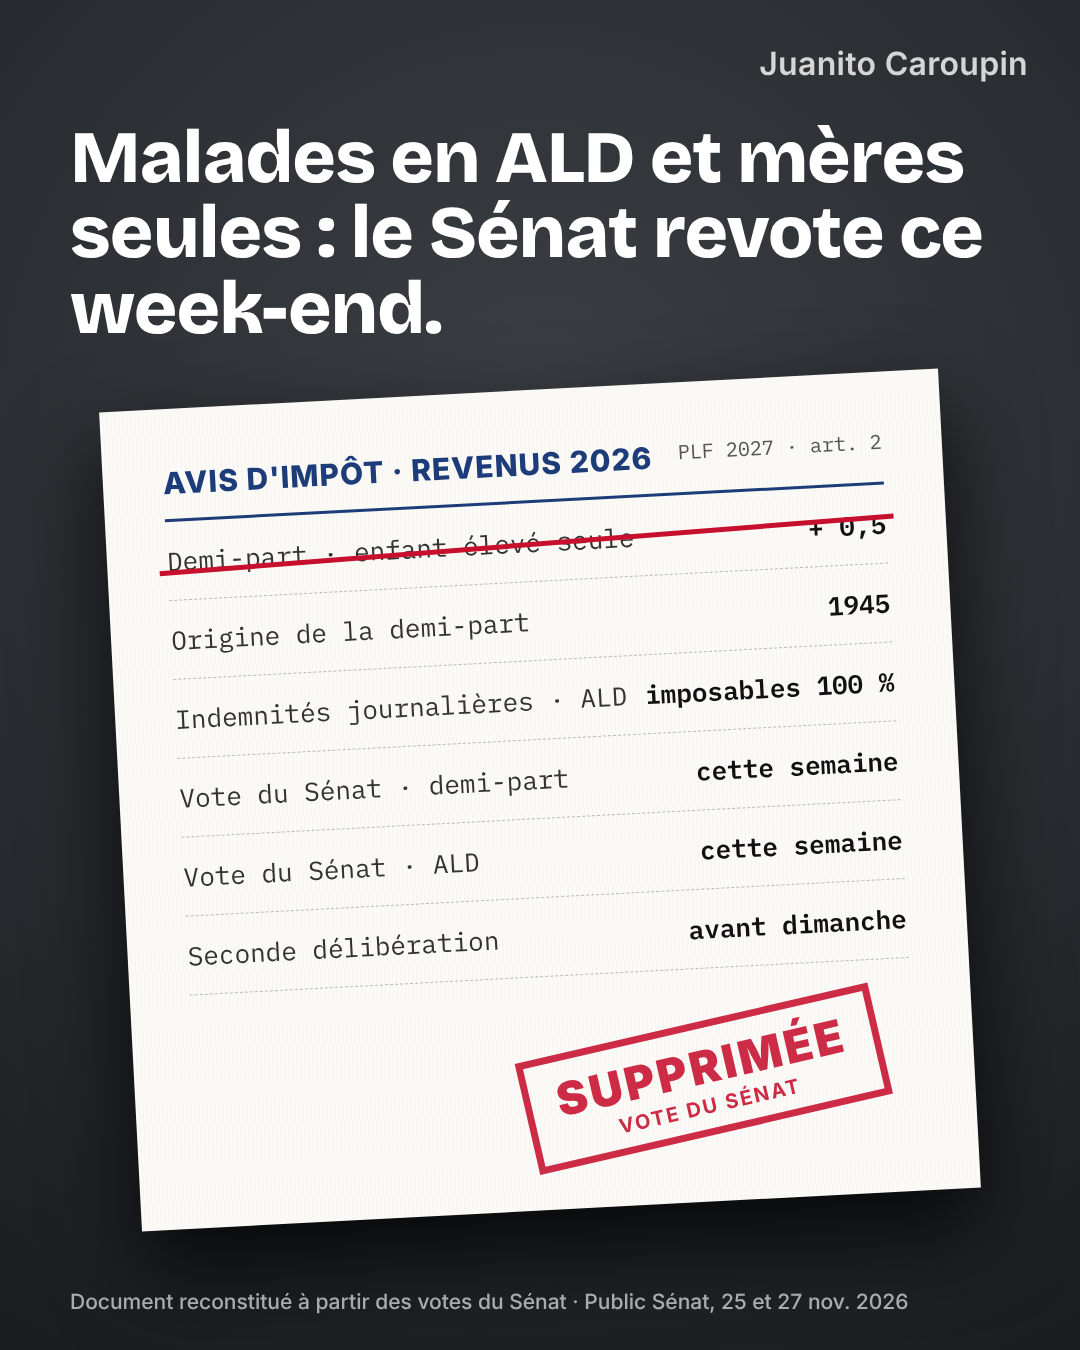 Juanito Caroupin
Malades en ALD et mères
seules : le Sénat revote ce
week-end.
AVIS D'IMPÔT · REVENUS 2026 PLF 2027 · art. 2
Demi-part · enfant élevé seule + 0,5
Origine de la demi-part 1945
Indemnités journalières · ALD imposables 100 %
Vote du Sénat · demi-part cette semaine
Vote du Sénat · ALD cette semaine
Seconde délibération avant dimanche
SUPPRIMÉE
VOTE DU SÉNAT
Document reconstitué à partir des votes du Sénat · Public Sénat, 25 et 27 nov. 2026